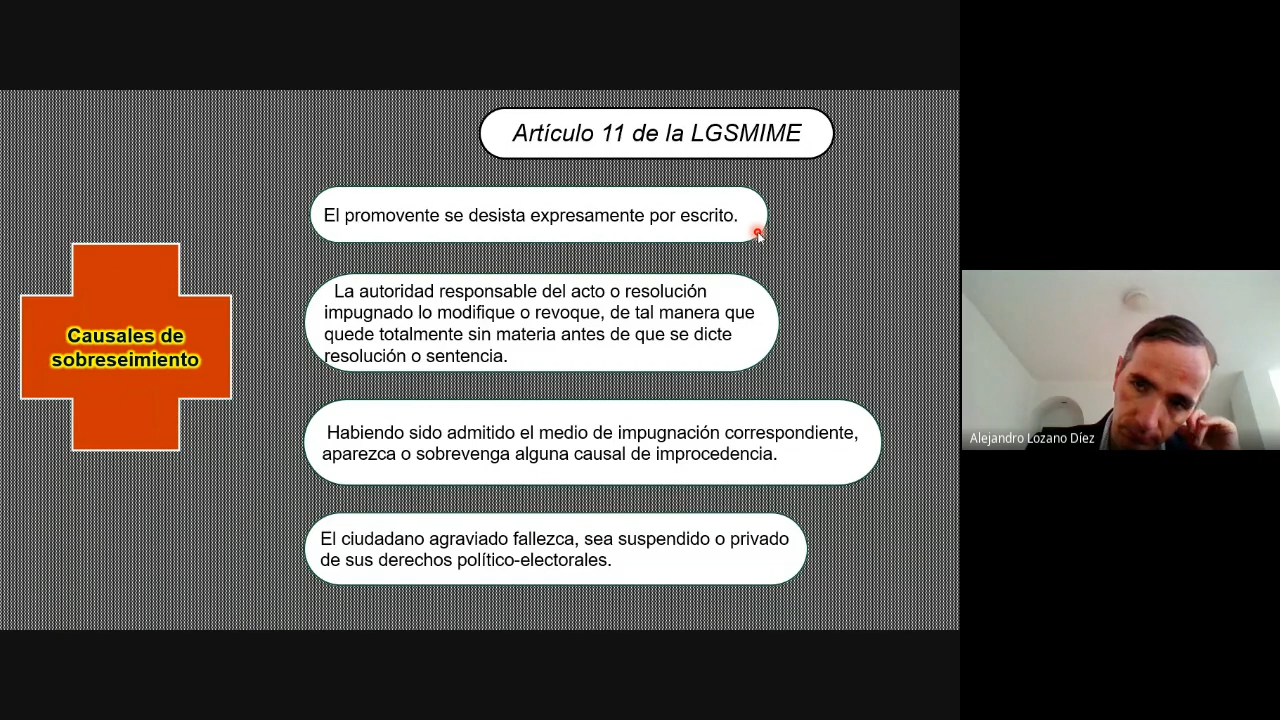 Artículo 11 de la LGSMIME
El promovente se desista expresamente por escrito.
La autoridad responsable del acto o resolución
impugnado lo modifique o revoque, de tal manera que
quede totalmente sin materia antes de que se dicte
resolución o sentencia.
Causales de
sobreseimiento
Habiendo sido admitido el medio de impugnación correspondiente,
aparezca o sobrevenga alguna causal de improcedencia.
El ciudadano agraviado fallezca, sea suspendido o privado
de sus derechos político-electorales.
Alejandro Lozano Díez